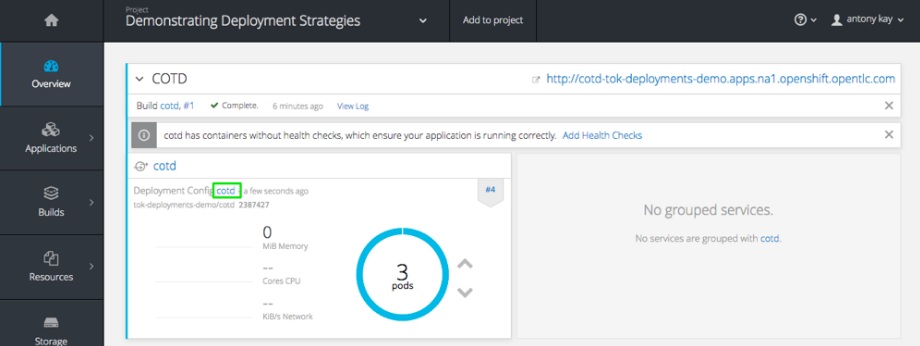 Project
Demonstrating Deployment Strategies
Add to project
antony kay
Overview
Applications
Builds
Resources
Storage
COTD
http://cotd-tok-deployments-demo.apps.na1.openshift.opentlc.com
Build cotd, #1 Complete. 6 minutes ago View Log
cotd has containers without health checks, which ensure your application is running correctly. Add Health Checks
cotd
Deployment Config cotd - a few seconds ago
#4
tok-deployments-demo/cotd 2387427
0
MiB Memory
--
Cores CPU
--
KiB/s Network
3
pods
No grouped services.
No services are grouped with cotd.